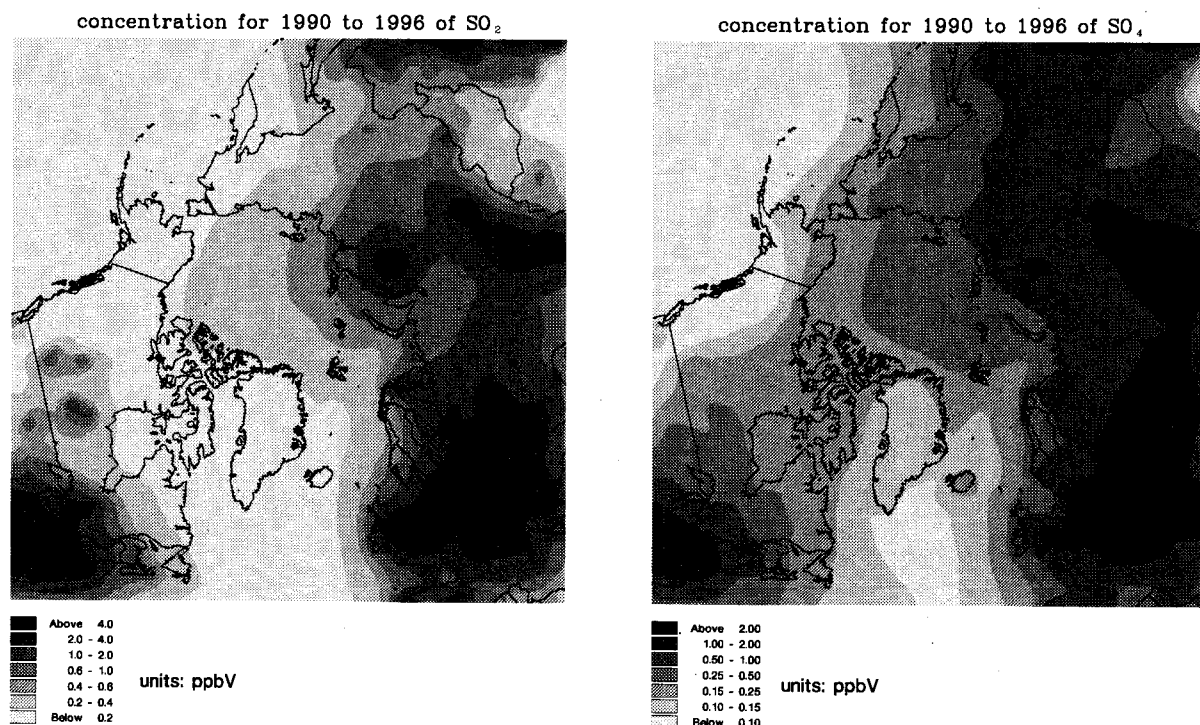 concentration for 1990 to 1996 of SO₂
concentration for 1990 to 1996 of SO₄
Above 4.0
2.0 - 4.0
1.0 - 2.0
0.6 - 1.0
0.4 - 0.6
0.2 - 0.4
Below 0.2
units: ppbV
Above 2.00
1.00 - 2.00
0.50 - 1.00
0.25 - 0.50
0.15 - 0.25
0.10 - 0.15
Below 0.10
units: ppbV